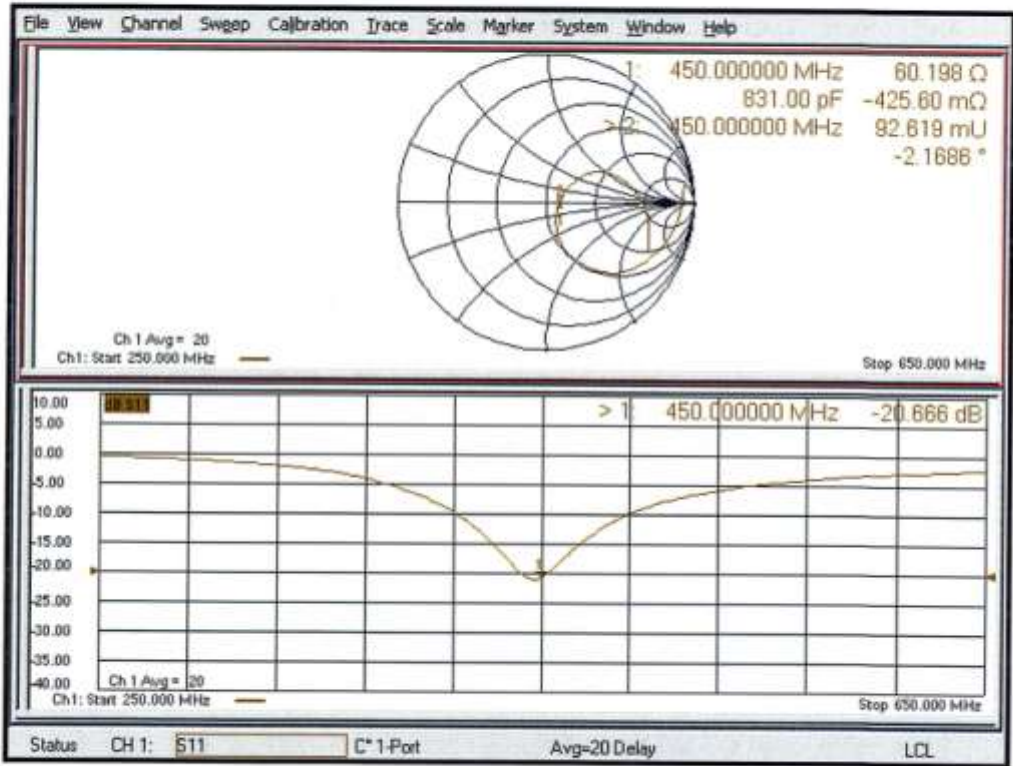 File View Channel Sweep Calibration Trace Scale Marker System Window Help
1: 450.000000 MHz 60.198 Ω
831.00 pF -425.60 mΩ
> 2: 450.000000 MHz 92.619 mU
-2.1686 °
Ch 1 Avg = 20
Ch1: Start 250.000 MHz
Stop 650.000 MHz
10.00
dB S11
> 1: 450.000000 MHz -20.666 dB
5.00
0.00
-5.00
-10.00
-15.00
-20.00
1
-25.00
-30.00
-35.00
-40.00
Ch 1 Avg = 20
Ch1: Start 250.000 MHz
Stop 650.000 MHz
Status CH 1: S11 C* 1-Port Avg=20 Delay LCL